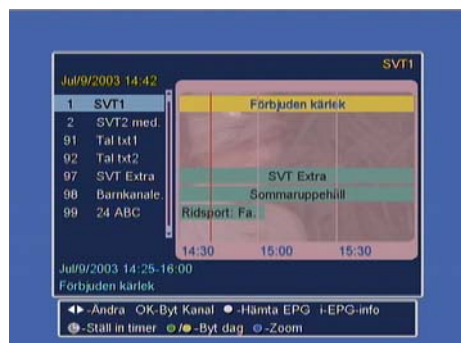 SVT1
Jul/9/2003 14:42
1 SVT1 Förbjuden kärlek
2 SVT2 med.
91 Tal txt1
92 Tal txt2
97 SVT Extra SVT Extra
98 Barnkanale. Sommaruppehåll
99 24 ABC Ridsport: Fa.
14:30 15:00 15:30
Jul/9/2003 14:25-16:00
Förbjuden kärlek
-Ändra OK-Byt Kanal -Hämta EPG i-EPG-info
-Ställ in timer / -Byt dag -Zoom